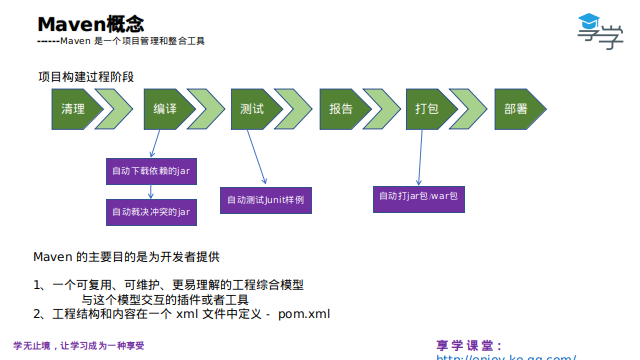 Maven概念
------Maven 是一个项目管理和整合工具
享学
项目构建过程阶段
清理
编译
测试
报告
打包
部署
自动下载依赖的jar
自动裁决冲突的jar
自动测试Junit样例
自动打jar包.war包
Maven 的主要目的是为开发者提供
1、一个可复用、可维护、更易理解的工程综合模型
与这个模型交互的插件或者工具
2、工程结构和内容在一个 xml 文件中定义 - pom.xml
学无止境，让学习成为一种享受
享学课堂：
http://enjoy.ke.qq.com/